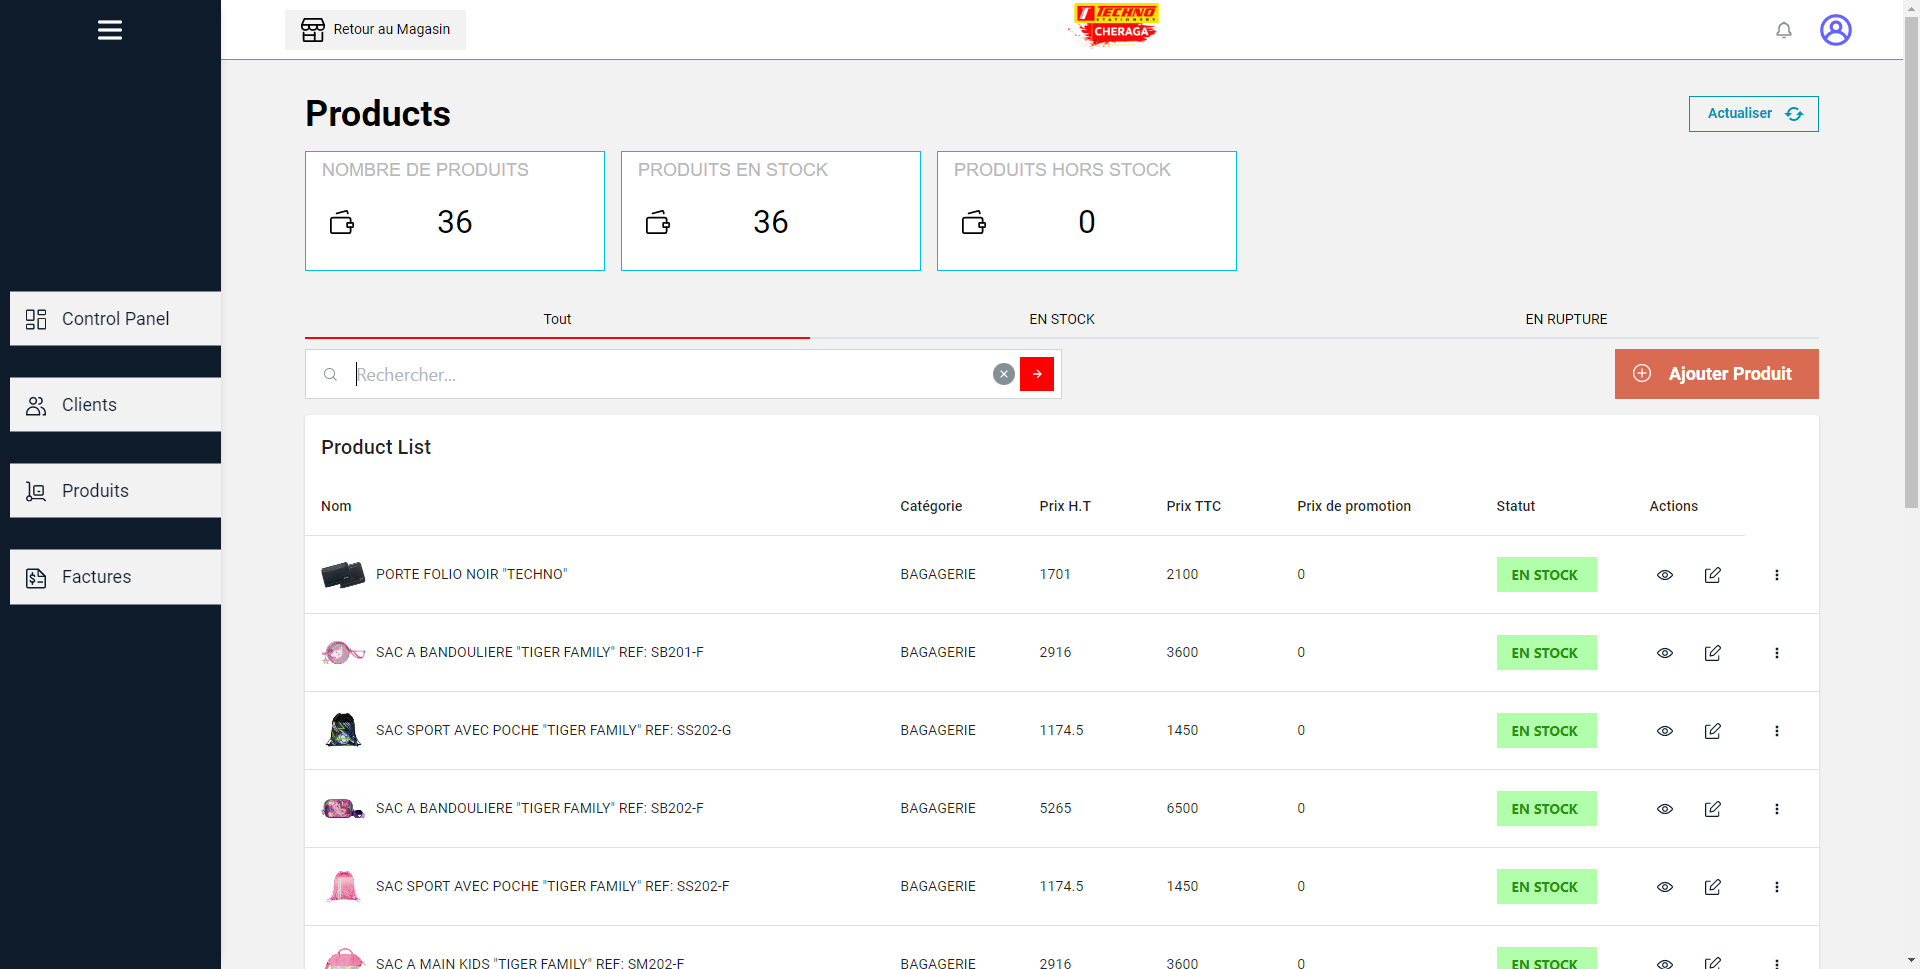 Retour au Magasin
TECHNO
STATIONERY
CHERAGA
Products
Actualiser
NOMBRE DE PRODUITS
36
PRODUITS EN STOCK
36
PRODUITS HORS STOCK
0
Control Panel
Clients
Produits
Factures
Tout
EN STOCK
EN RUPTURE
Rechercher...
Ajouter Produit
Product List
Nom Catégorie Prix H.T Prix TTC Prix de promotion Statut Actions
PORTE FOLIO NOIR "TECHNO" BAGAGERIE 1701 2100 0 EN STOCK
SAC A BANDOULIERE "TIGER FAMILY" REF: SB201-F BAGAGERIE 2916 3600 0 EN STOCK
SAC SPORT AVEC POCHE "TIGER FAMILY" REF: SS202-G BAGAGERIE 1174.5 1450 0 EN STOCK
SAC A BANDOULIERE "TIGER FAMILY" REF: SB202-F BAGAGERIE 5265 6500 0 EN STOCK
SAC SPORT AVEC POCHE "TIGER FAMILY" REF: SS202-F BAGAGERIE 1174.5 1450 0 EN STOCK
SAC A MAIN KIDS "TIGER FAMILY" REF: SM202-F BAGAGERIE 2916 3600 0 EN STOCK